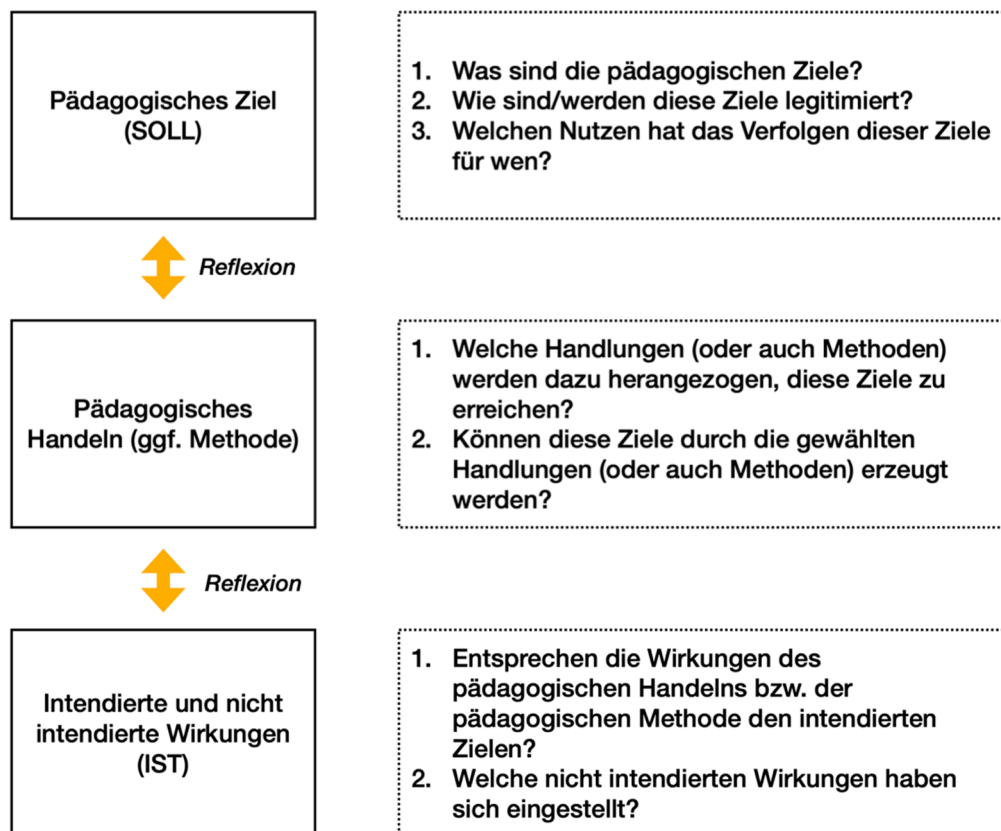 Pädagogisches Ziel
(SOLL)
1. Was sind die pädagogischen Ziele?
2. Wie sind/werden diese Ziele legitimiert?
3. Welchen Nutzen hat das Verfolgen dieser Ziele
für wen?
Reflexion
Pädagogisches
Handeln (ggf. Methode)
1. Welche Handlungen (oder auch Methoden)
werden dazu herangezogen, diese Ziele zu
erreichen?
2. Können diese Ziele durch die gewählten
Handlungen (oder auch Methoden) erzeugt
werden?
Reflexion
Intendierte und nicht
intendierte Wirkungen
(IST)
1. Entsprechen die Wirkungen des
pädagogischen Handelns bzw. der
pädagogischen Methode den intendierten
Zielen?
2. Welche nicht intendierten Wirkungen haben
sich eingestellt?